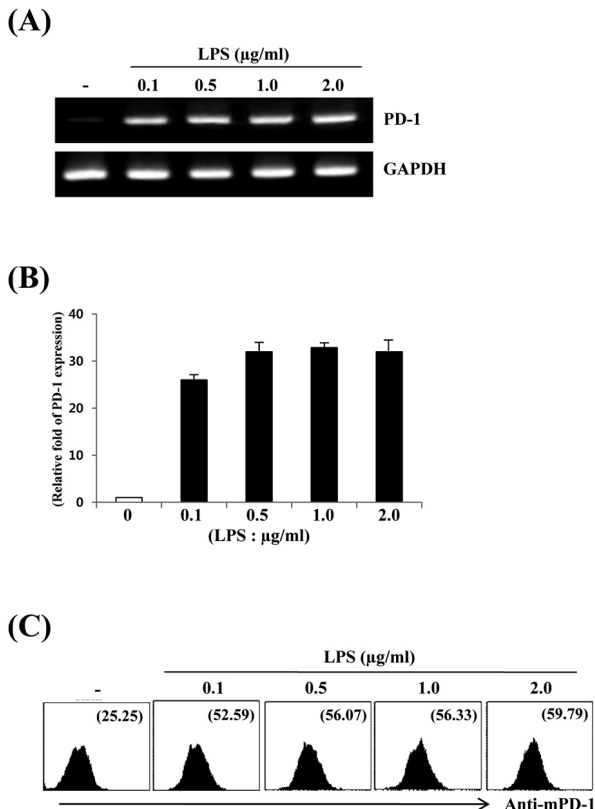 (A)
LPS (μg/ml)
- 0.1 0.5 1.0 2.0
PD-1
GAPDH
(B)
(Relative fold of PD-1 expression)
40
30
20
10
0
0 0.1 0.5 1.0 2.0
(LPS : μg/ml)
(C)
LPS (μg/ml)
- 0.1 0.5 1.0 2.0
(25.25) (52.59) (56.07) (56.33) (59.79)
Anti-mPD-1